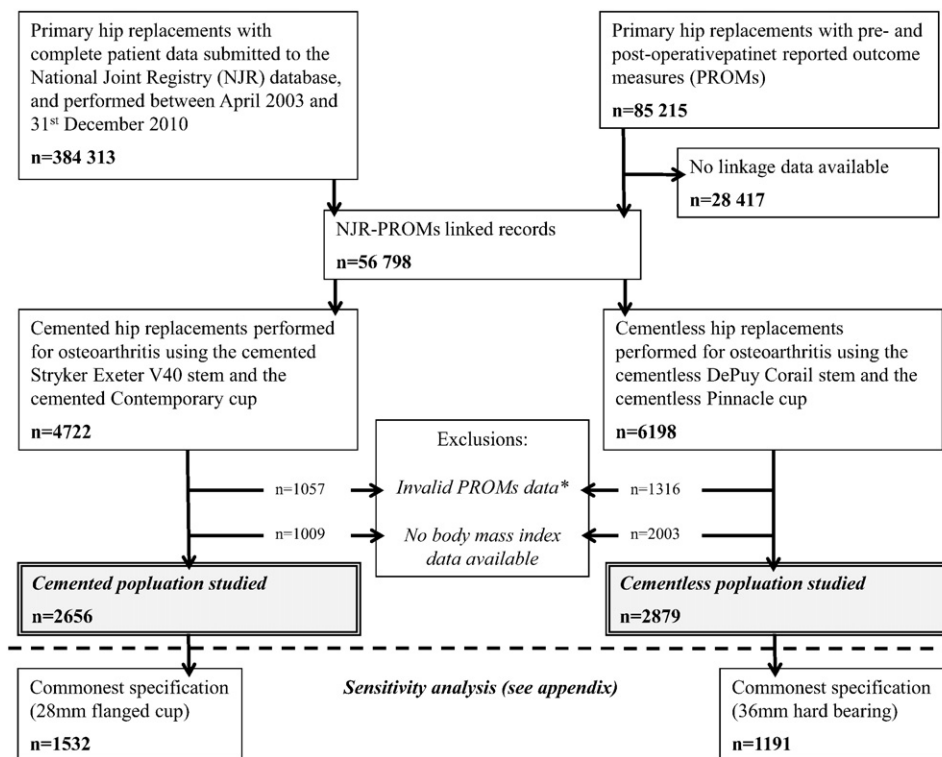 Primary hip replacements with
complete patient data submitted to the
National Joint Registry (NJR) database,
and performed between April 2003 and
31st December 2010
n=384 313
Primary hip replacements with pre- and
post-operativepatinet reported outcome
measures (PROMs)
n=85 215
No linkage data available
n=28 417
NJR-PROMs linked records
n=56 798
Cemented hip replacements performed
for osteoarthritis using the cemented
Stryker Exeter V40 stem and the
cemented Contemporary cup
n=4722
Cementless hip replacements
performed for osteoarthritis using the
cementless DePuy Corail stem and the
cementless Pinnacle cup
n=6198
Exclusions:
n=1057
Invalid PROMs data*
n=1316
n=1009
No body mass index
data available
n=2003
Cemented popluation studied
n=2656
Cementless popluation studied
n=2879
Commonest specification
(28mm flanged cup)
n=1532
Sensitivity analysis (see appendix)
Commonest specification
(36mm hard bearing)
n=1191